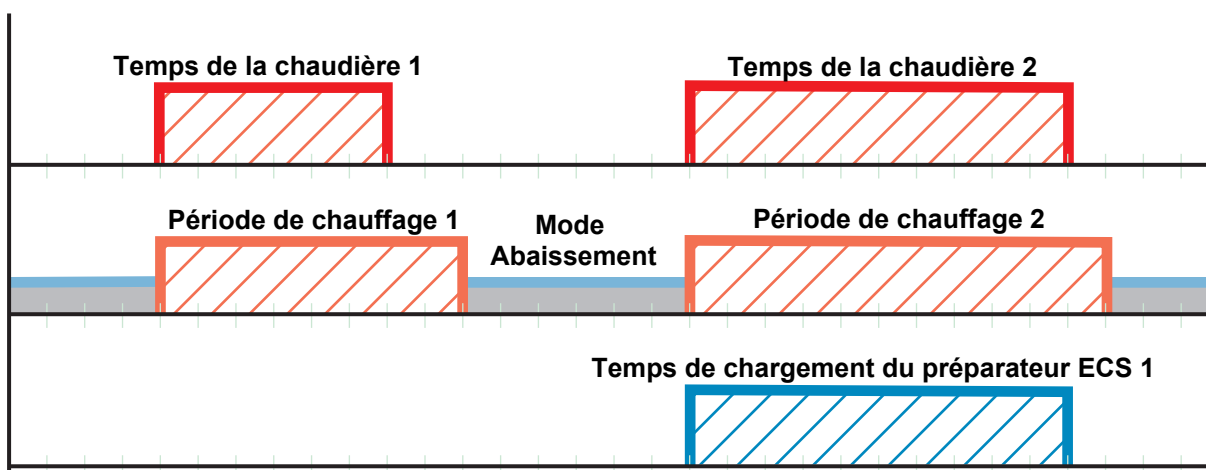 Temps de la chaudière 1
Temps de la chaudière 2
Période de chauffage 1
Mode
Abaissement
Période de chauffage 2
Temps de chargement du préparateur ECS 1